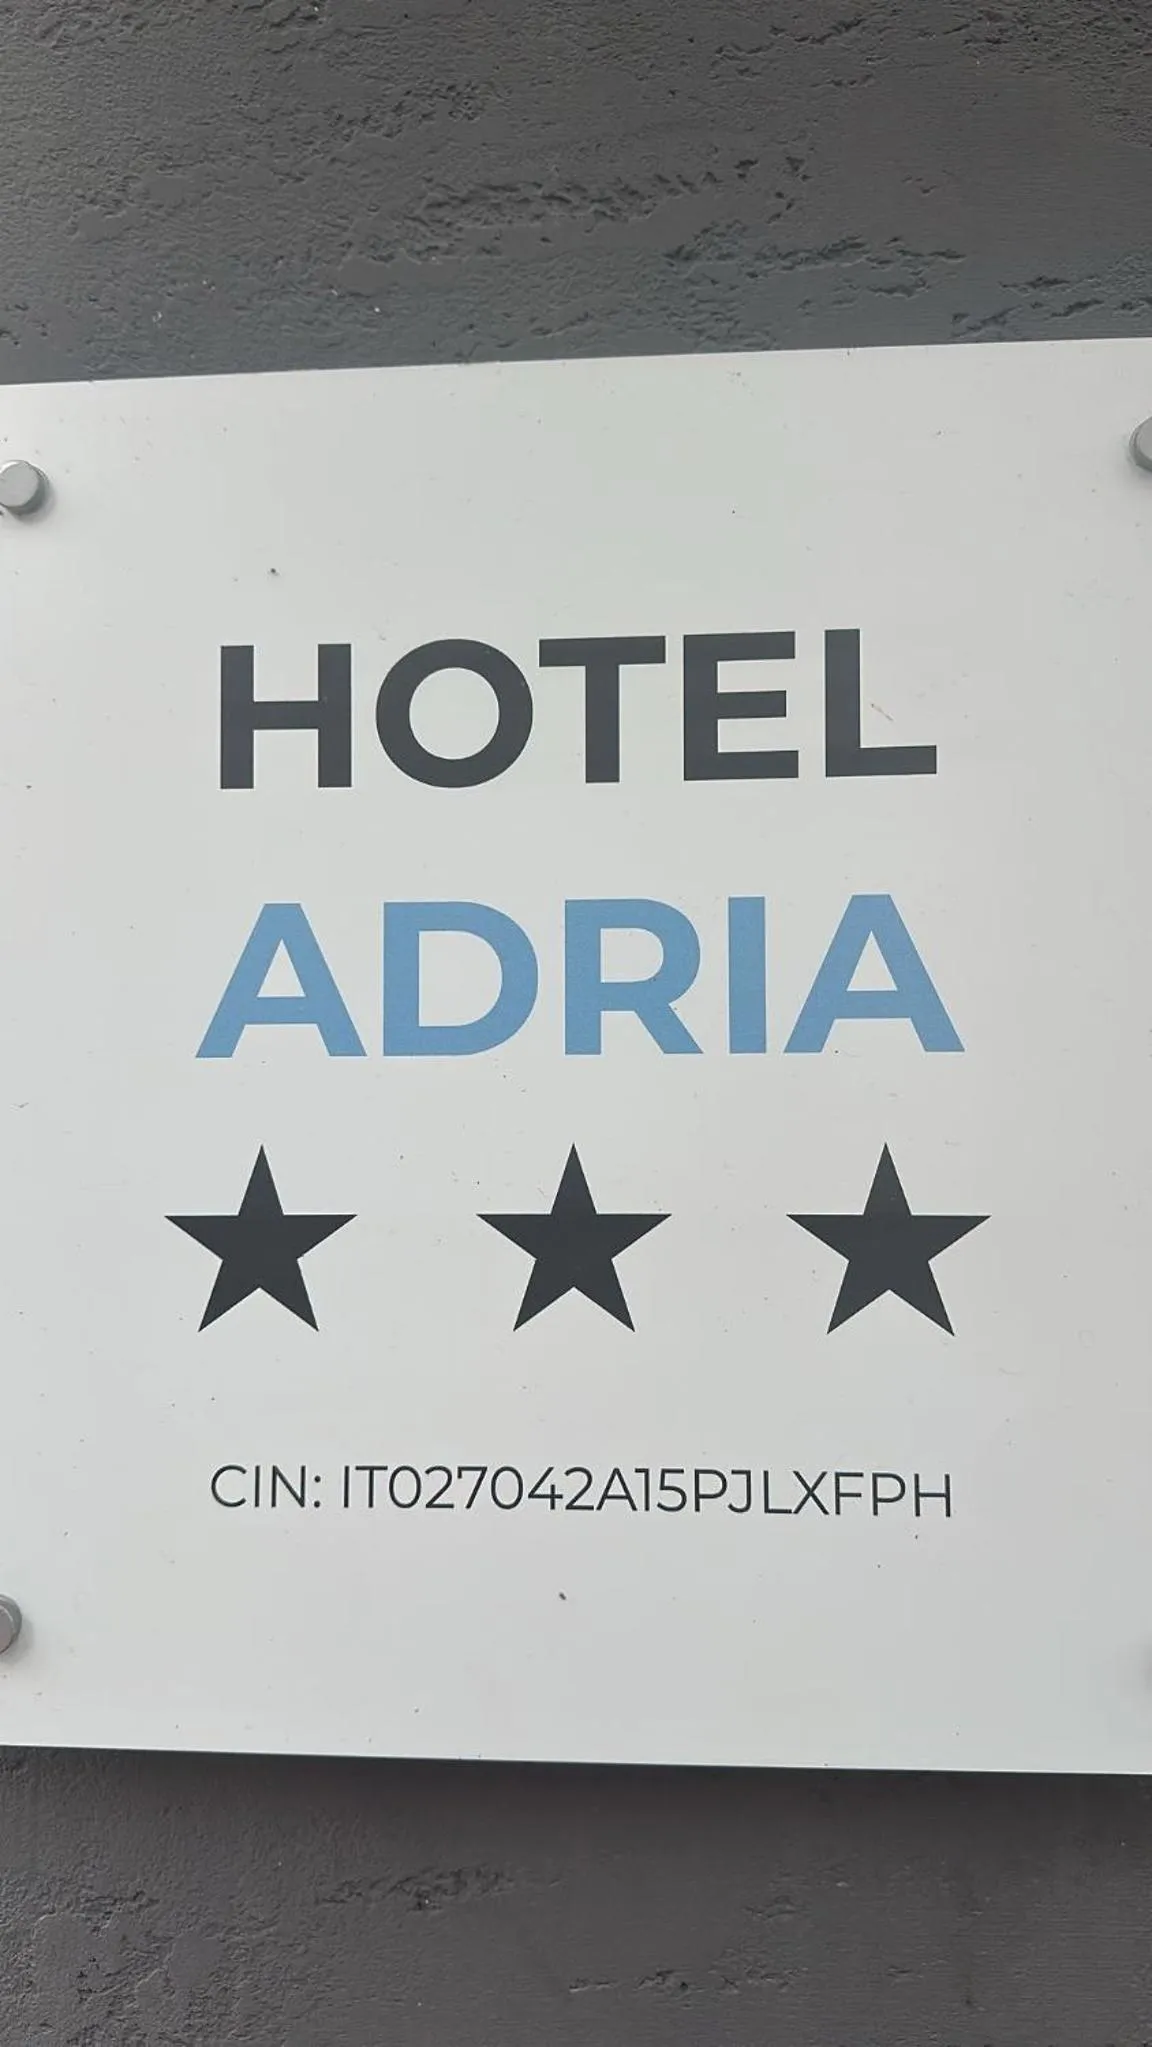 HOTEL
ADRIA
CIN: IT027042A15PJLXFPH